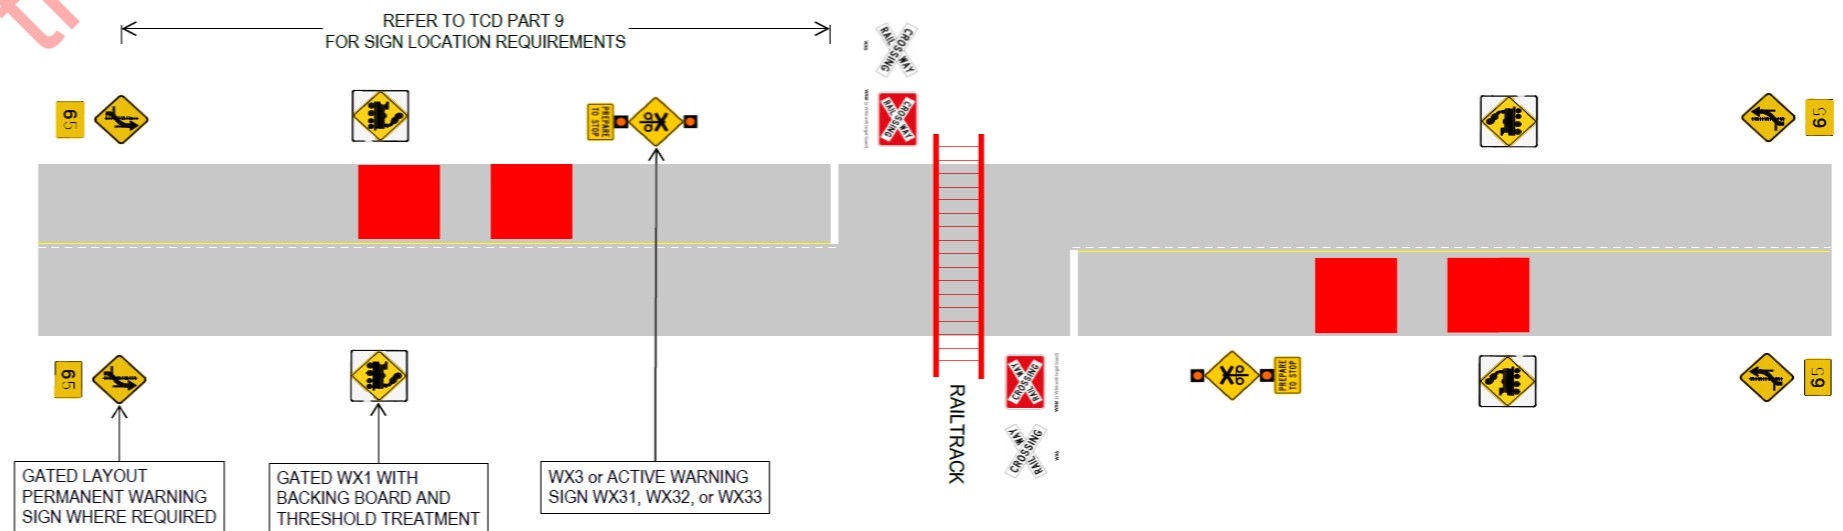 REFER TO TCD PART 9
FOR SIGN LOCATION REQUIREMENTS
RAILWAY
CROSSING
RAILWAY
CROSSING
65
PREPARE
TO STOP
65
65
PREPARE
TO STOP
65
RAILWAY
CROSSING
RAILWAY
CROSSING
RAILTRACK
GATED LAYOUT
PERMANENT WARNING
SIGN WHERE REQUIRED
GATED WX1 WITH
BACKING BOARD AND
THRESHOLD TREATMENT
WX3 or ACTIVE WARNING
SIGN WX31, WX32, or WX33